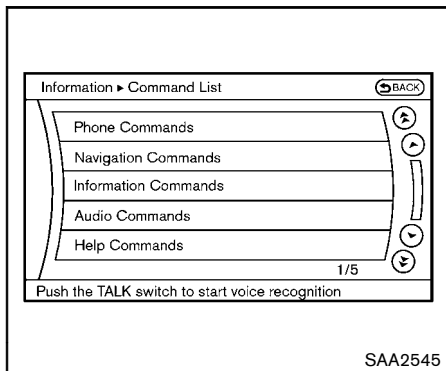 Information ▸ Command List
BACK
Phone Commands
Navigation Commands
Information Commands
Audio Commands
Help Commands
1/5
Push the TALK switch to start voice recognition
SAA2545